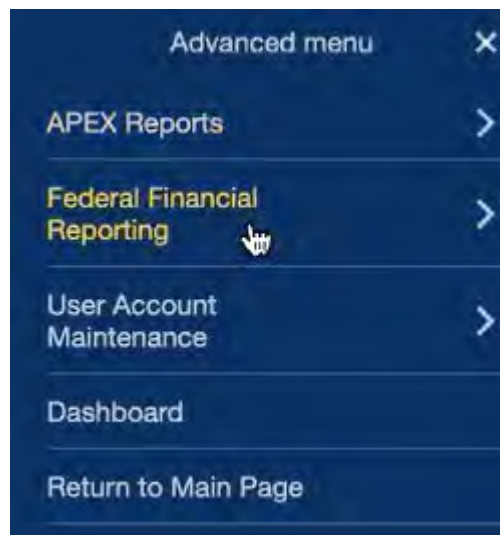 Advanced menu
APEX Reports
Federal Financial
Reporting
User Account
Maintenance
Dashboard
Return to Main Page